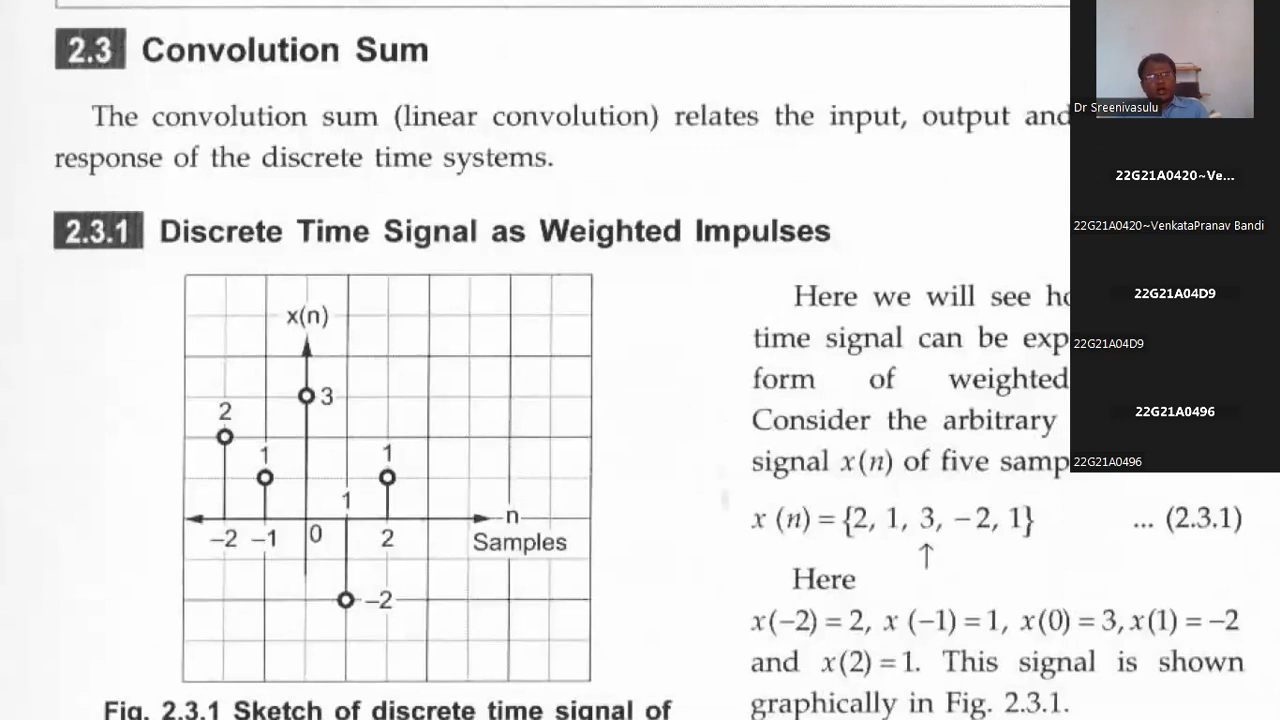 2.3 Convolution Sum
The convolution sum (linear convolution) relates the input, output and
response of the discrete time systems.
2.3.1 Discrete Time Signal as Weighted Impulses
x(n)
3
2
1
1
1
n
-2 -1 0 2
Samples
-2
Fig. 2.3.1 Sketch of discrete time signal of
Here we will see
time signal can be
form of weighted
Consider the arbitrary
signal x(n) of five
x (n) = {2, 1, 3, -2, 1} ... (2.3.1)
↑
Here
x(-2) = 2, x (-1) = 1, x(0) = 3, x(1) = -2
and x(2) = 1. This signal is shown
graphically in Fig. 2.3.1.
Dr Sreenivasulu
22G21A0420~Ve...
22G21A0420~VenkataPranav Bandi
22G21A04D9
22G21A04D9
22G21A0496
22G21A0496